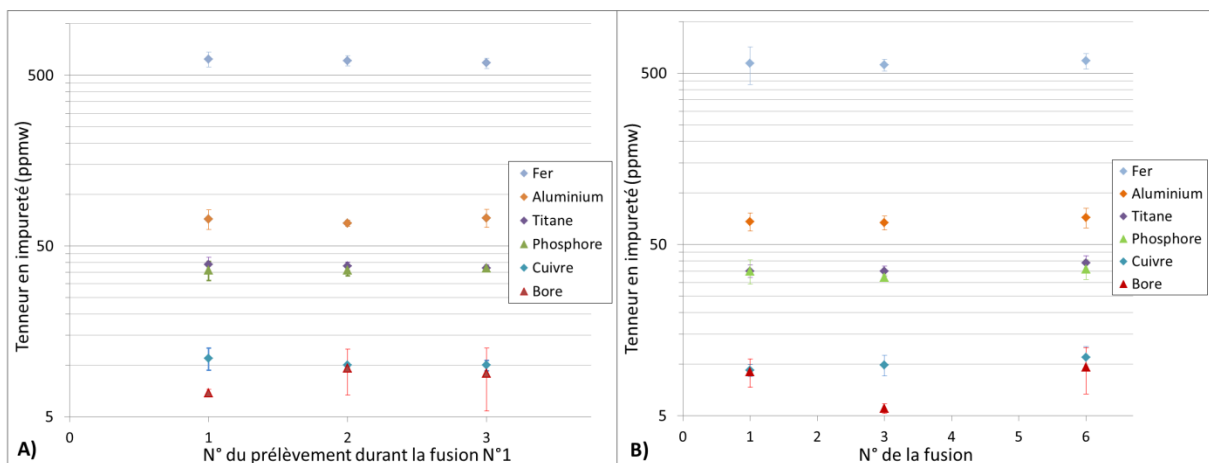 Tenneur en impureté (ppmw)
500
50
5
0
1
2
3
N° du prélèvement durant la fusion N°1
A)
Fer
Aluminium
Titane
Phosphore
Cuivre
Bore
Tenneur en impureté (ppmw)
500
50
5
0
1
2
3
4
5
6
N° de la fusion
B)
Fer
Aluminium
Titane
Phosphore
Cuivre
Bore